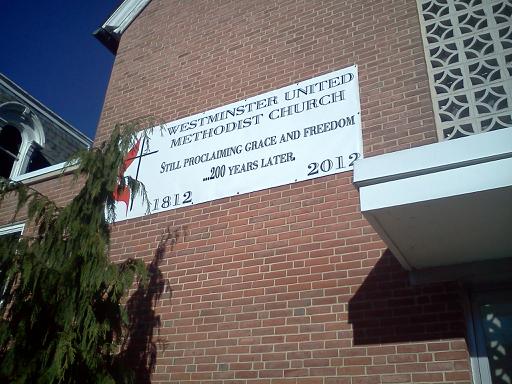 WESTMINSTER UNITED
METHODIST CHURCH
STILL PROCLAIMING GRACE AND FREEDOM
...200 YEARS LATER.
1812 2012